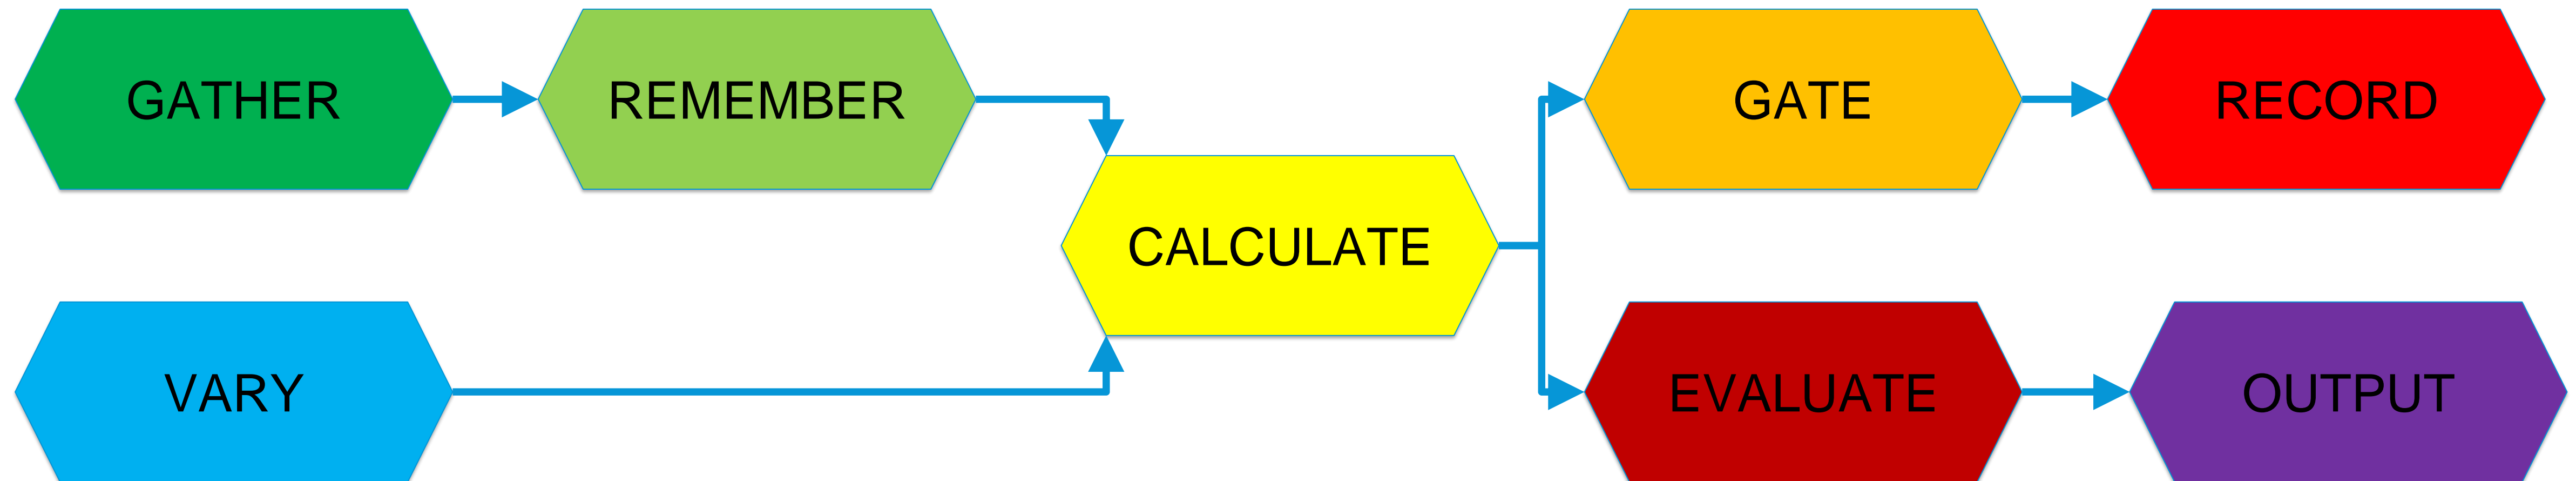 GATHER
REMEMBER
GATE
RECORD
CALCULATE
VARY
EVALUATE
OUTPUT